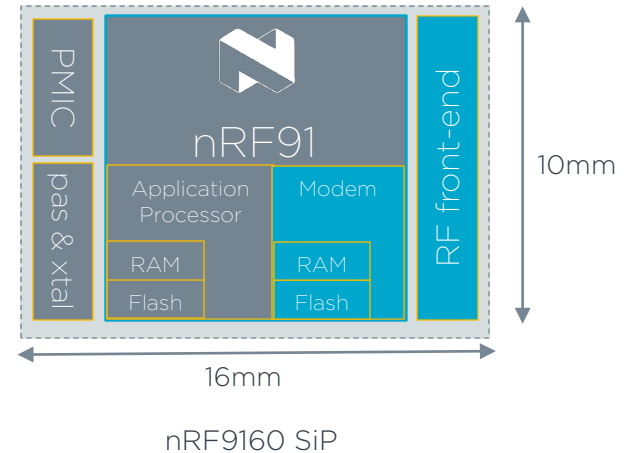 PMIC
pas & xtal
nRF91
Application
Processor
RAM
Flash
Modem
RAM
Flash
RF front-end
10mm
16mm
nRF9160 SiP